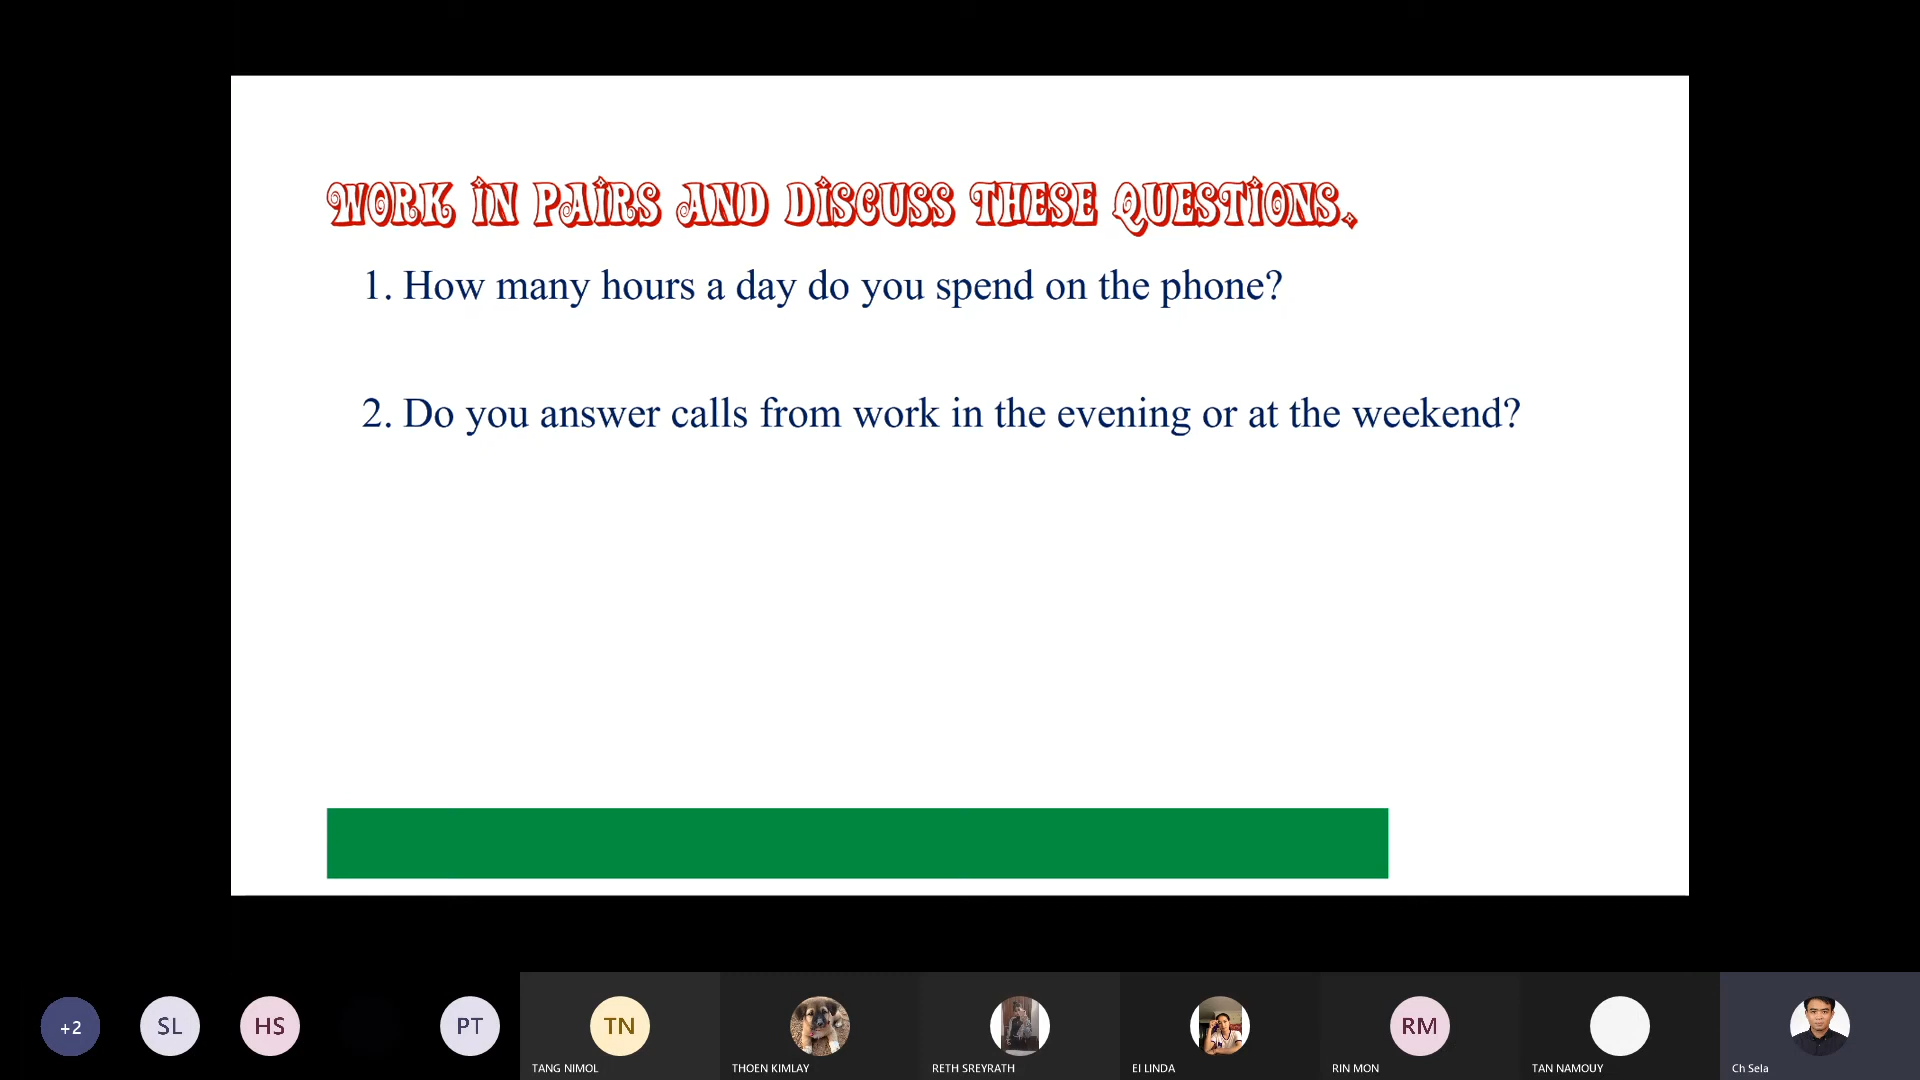 WORK IN PAIRS AND DISCUSS THESE QUESTIONS.
1. How many hours a day do you spend on the phone?
2. Do you answer calls from work in the evening or at the weekend?
+2
SL
HS
PT
TN
RM
TANG NIMOL
THOEN KIMLAY
RETH SREYRATH
EI LINDA
RIN MON
TAN NAMOUY
Ch Sela